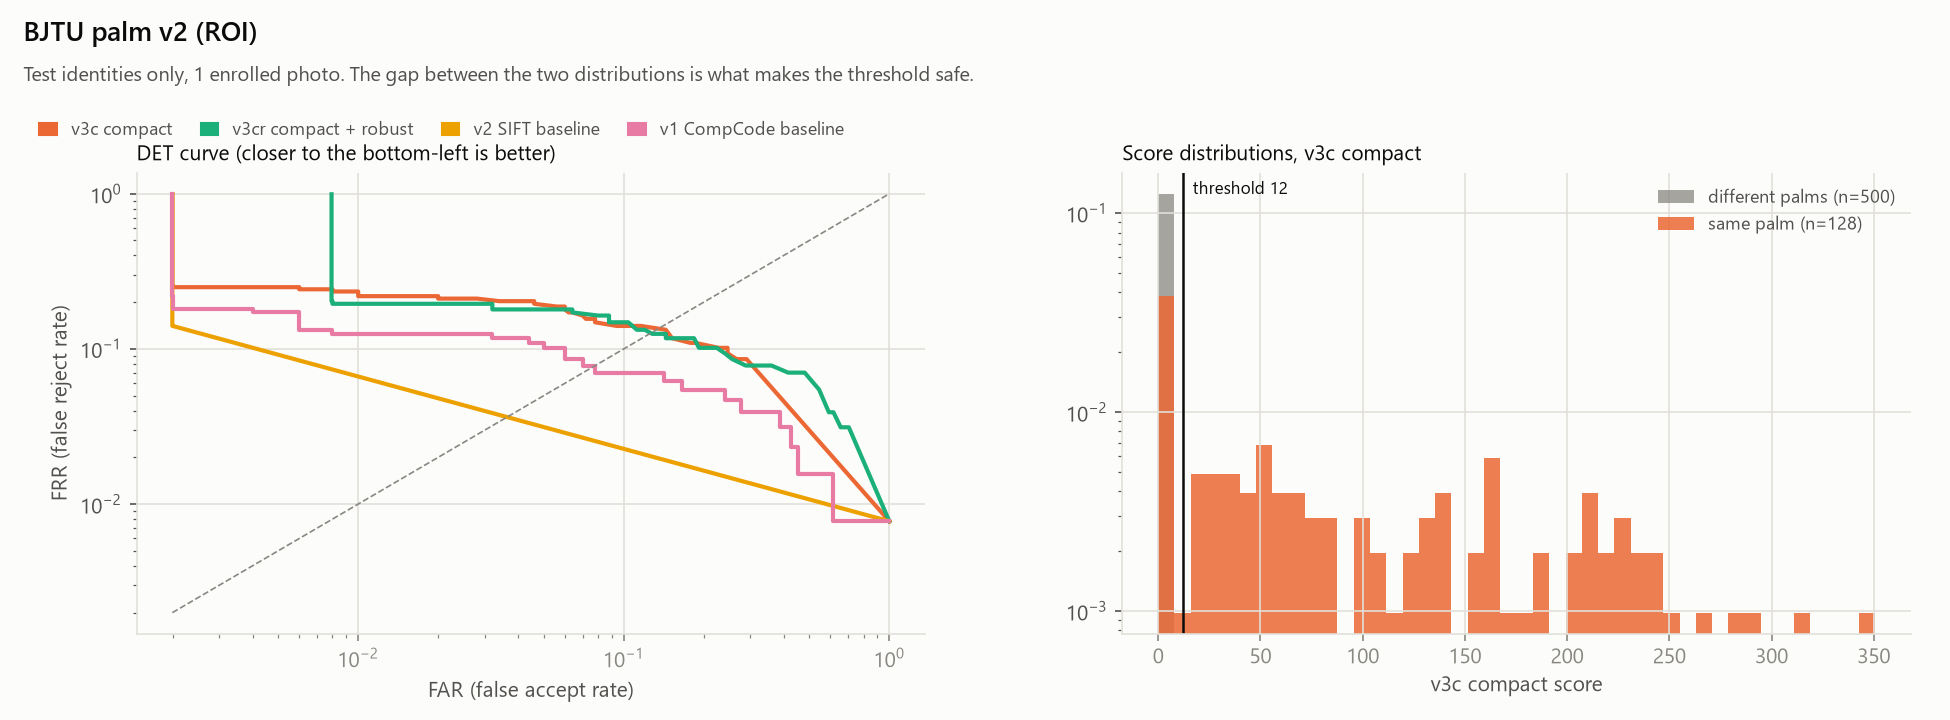 BJTU palm v2 (ROI)
Test identities only, 1 enrolled photo. The gap between the two distributions is what makes the threshold safe.
v3c compact
v3cr compact + robust
v2 SIFT baseline
v1 CompCode baseline
DET curve (closer to the bottom-left is better)
10⁰
10⁻¹
10⁻²
FRR (false reject rate)
10⁻²
10⁻¹
10⁰
FAR (false accept rate)
Score distributions, v3c compact
threshold 12
different palms (n=500)
same palm (n=128)
10⁻¹
10⁻²
10⁻³
0
50
100
150
200
250
300
350
v3c compact score